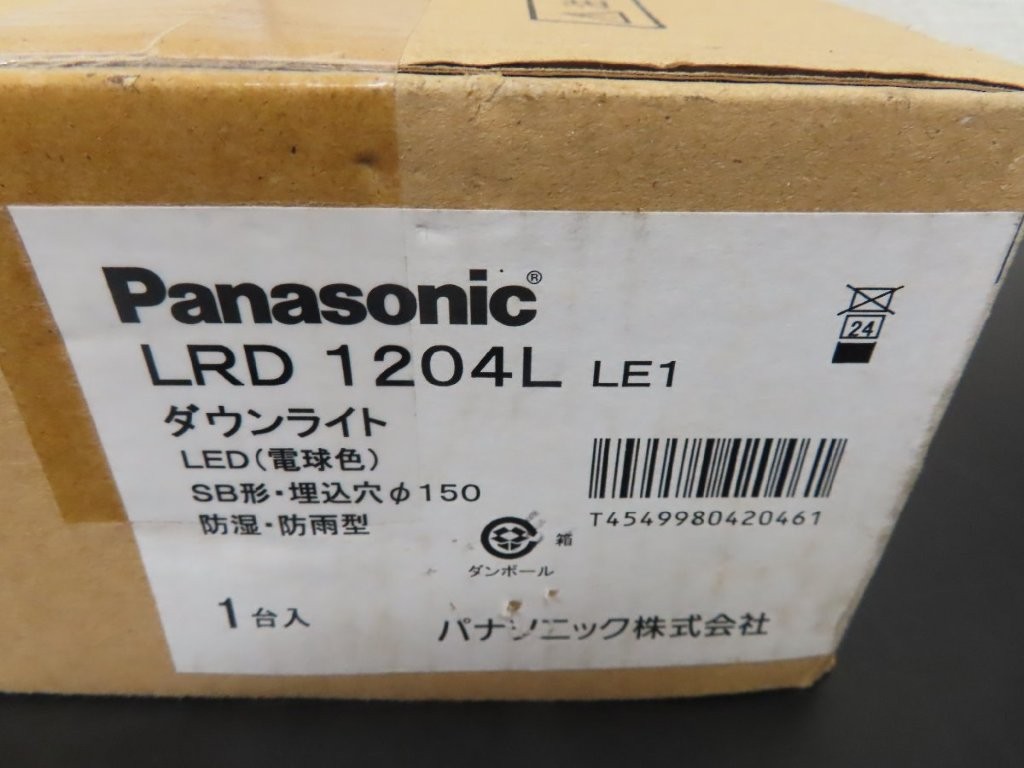 Panasonic®
LRD 1204L LE1
ダウンライト
LED(電球色)
SB形・埋込穴φ150
防湿・防雨型
24
T4549980420461
箱
ダンボール
1台入
パナソニック株式会社